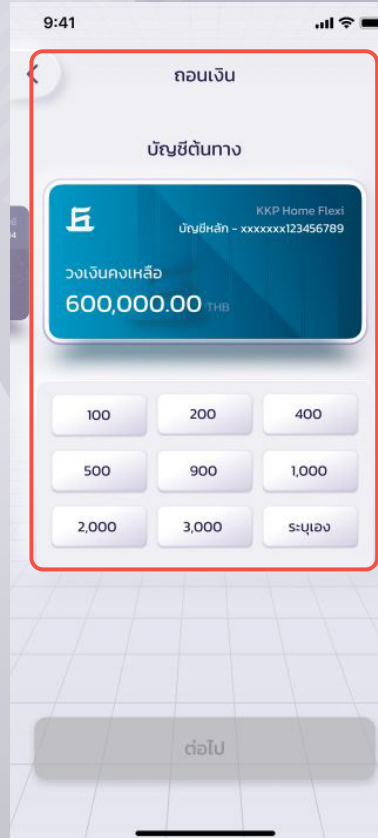 9:41
ถอนเงิน
บัญชีต้นทาง
KKP Home Flexi
บัญชีหลัก - xxxxxxx123456789
วงเงินคงเหลือ
600,000.00 THB
100 200 400
500 900 1,000
2,000 3,000 ระบุเอง
ต่อไป